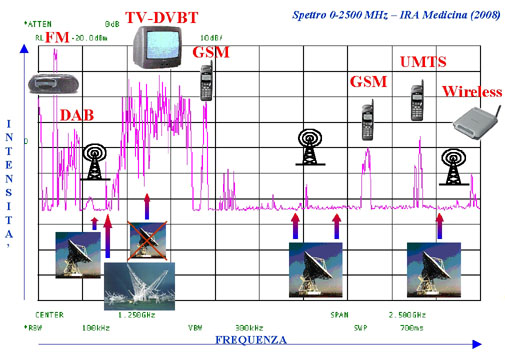 Spettro 0-2500 MHz – IRA Medicina (2008)
*ATTEN 0dB
RL -20.0dBm 10dB/
FM
TV-DVBT
GSM
DAB
GSM
UMTS
Wireless
INTENSITA'
D
CENTER 1.250GHz SPAN 2.500GHz
*RBW 100kHz VBW 300kHz SWP 700ms
FREQUENZA